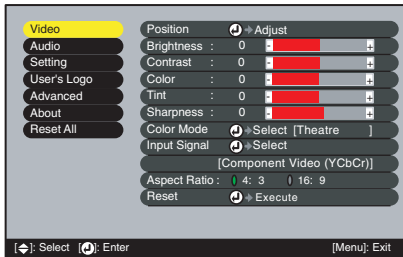 Video
Audio
Setting
User's Logo
Advanced
About
Reset All
Position Adjust
Brightness : 0 - +
Contrast : 0 - +
Color : 0 - +
Tint : 0 - +
Sharpness : 0 - +
Color Mode Select [Theatre ]
Input Signal Select
[Component Video (YCbCr)]
Aspect Ratio : 4: 3 16: 9
Reset Execute
[ ]: Select [ ]: Enter [Menu]: Exit